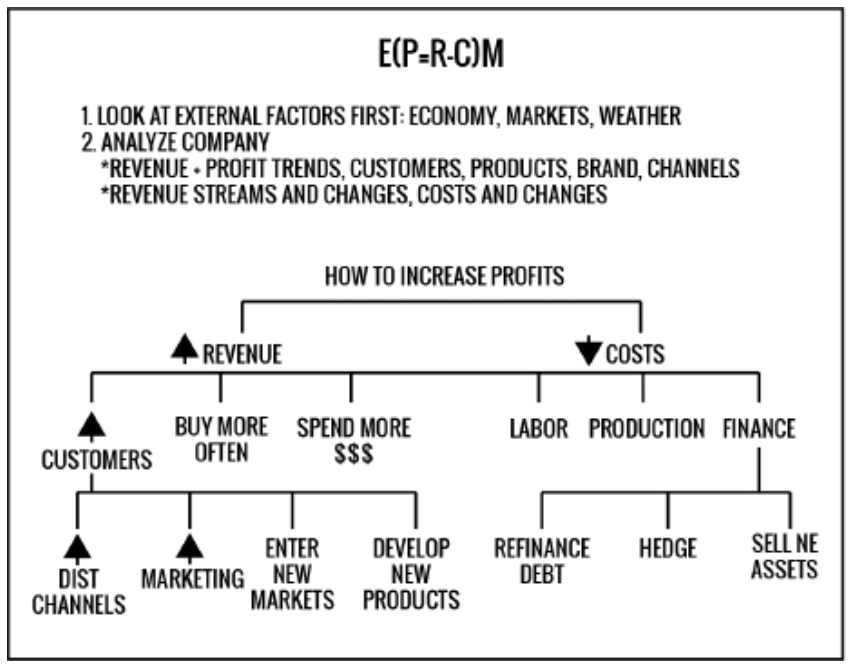 E(P=R-C)M
1. LOOK AT EXTERNAL FACTORS FIRST: ECONOMY, MARKETS, WEATHER
2. ANALYZE COMPANY
*REVENUE + PROFIT TRENDS, CUSTOMERS, PRODUCTS, BRAND, CHANNELS
*REVENUE STREAMS AND CHANGES, COSTS AND CHANGES
HOW TO INCREASE PROFITS
REVENUE
COSTS
CUSTOMERS
BUY MORE
OFTEN
SPEND MORE
$$$
LABOR
PRODUCTION
FINANCE
DIST
CHANNELS
MARKETING
ENTER
NEW
MARKETS
DEVELOP
NEW
PRODUCTS
REFINANCE
DEBT
HEDGE
SELL NE
ASSETS